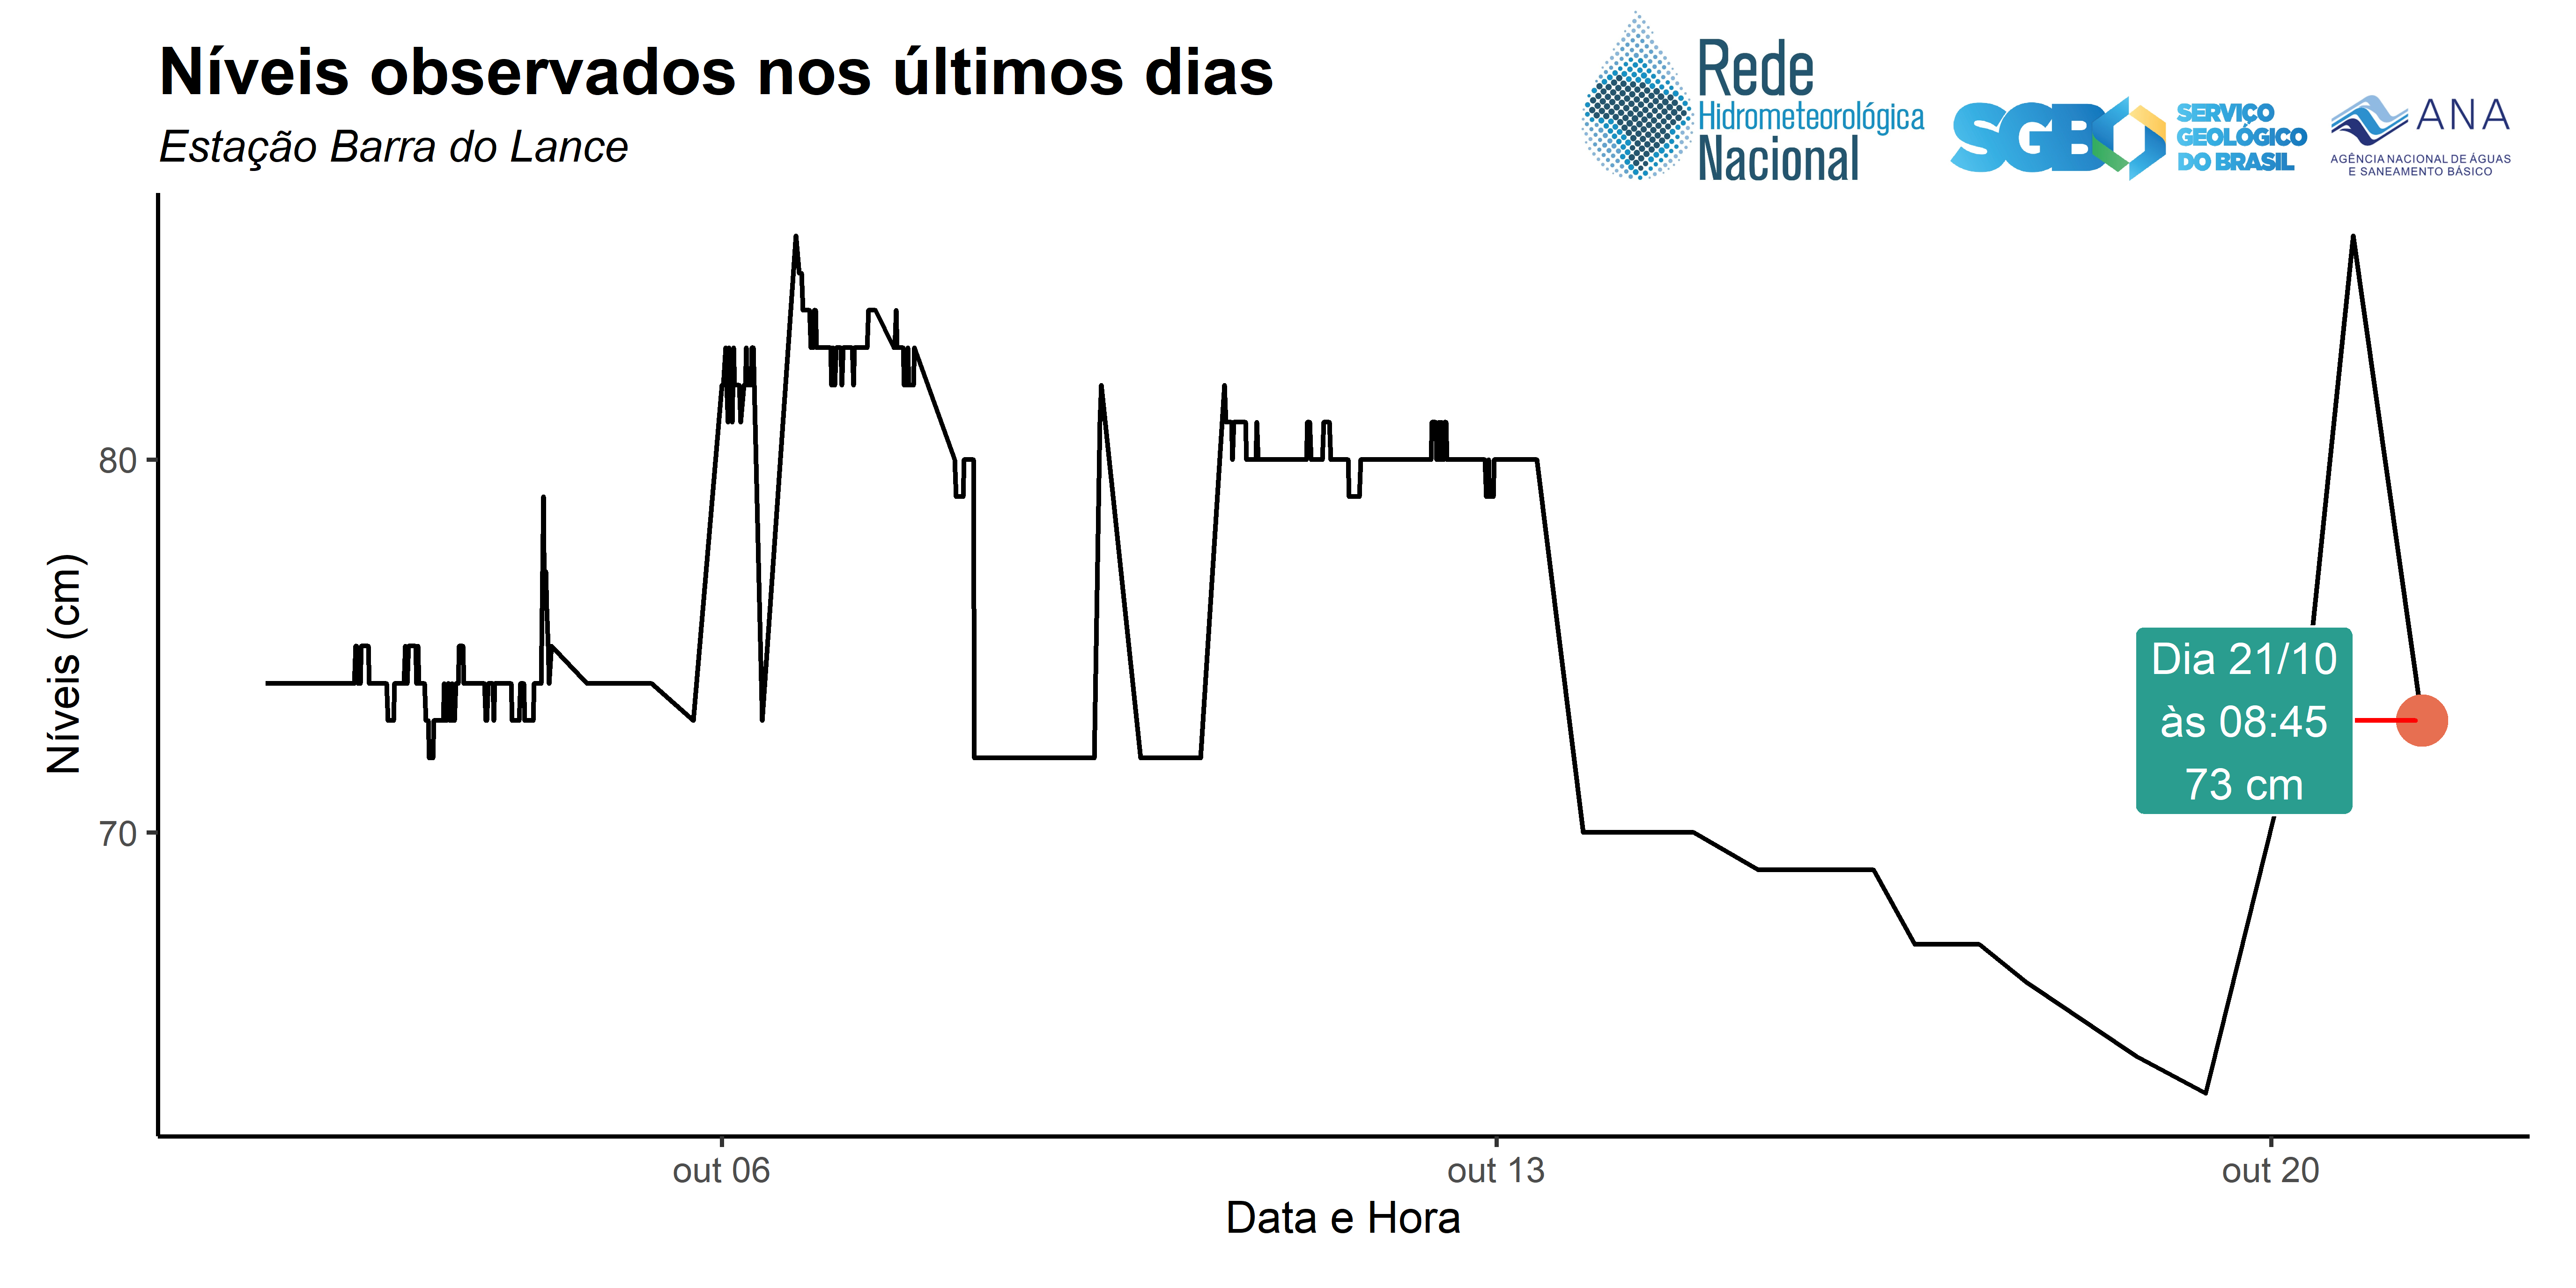 Níveis observados nos últimos dias
Estação Barra do Lance
Rede
Hidrometeorológica
Nacional
SGB
SERVIÇO
GEOLÓGICO
DO BRASIL
ANA
AGÊNCIA NACIONAL DE ÁGUAS
E SANEAMENTO BÁSICO
Níveis (cm)
80
70
Dia 21/10
às 08:45
73 cm
out 06
out 13
out 20
Data e Hora